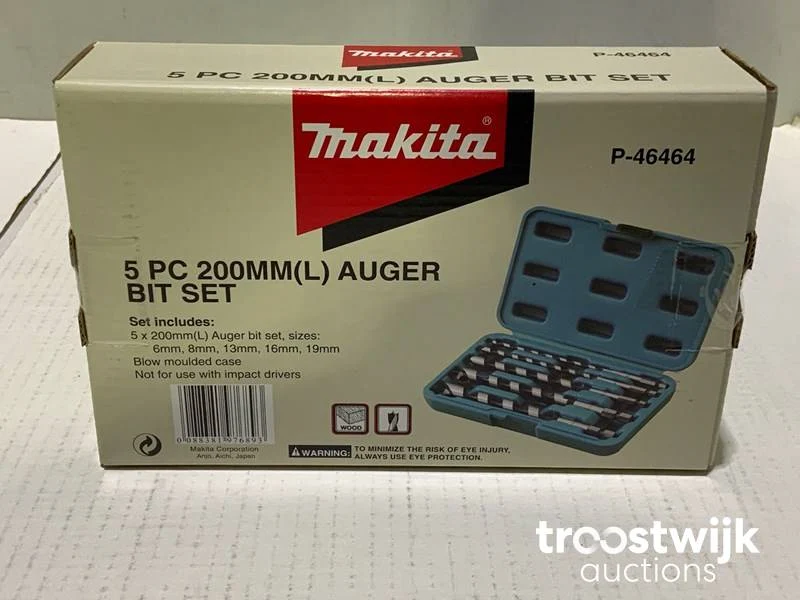 makita P-46464
5 PC 200MM(L) AUGER BIT SET
makita®
P-46464
5 PC 200MM(L) AUGER
BIT SET
Set includes:
5 x 200mm(L) Auger bit set, sizes:
6mm, 8mm, 13mm, 16mm, 19mm
Blow moulded case
Not for use with impact drivers
0 088381 976893
Makita Corporation
Anjo, Aichi, Japan
WOOD
WARNING: TO MINIMIZE THE RISK OF EYE INJURY,
ALWAYS USE EYE PROTECTION.
troostwijk
auctions